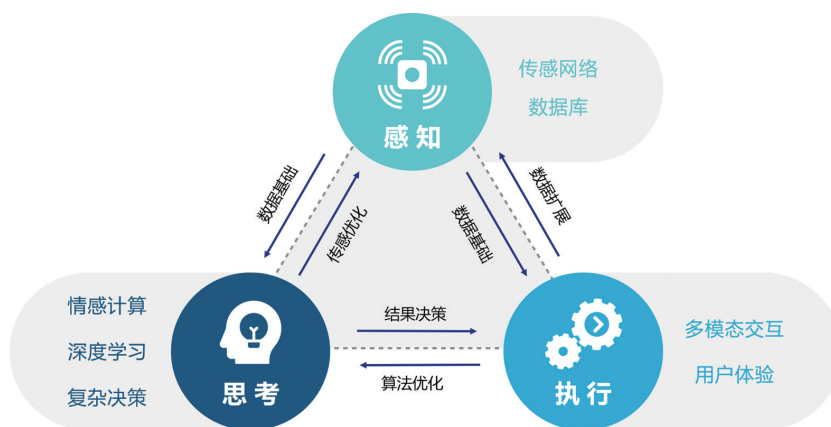 感知
传感网络
数据库
数据基础
传感优化
数据基础
数据扩展
情感计算
深度学习
复杂决策
思考
结果决策
算法优化
执行
多模态交互
用户体验